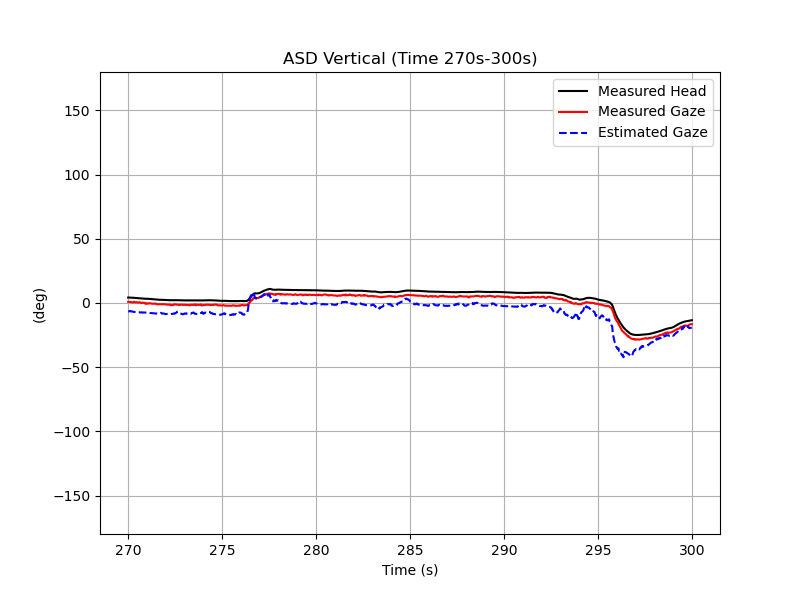 ASD Vertical (Time 270s-300s)
Measured Head
Measured Gaze
Estimated Gaze
150
100
50
0
−50
−100
−150
(deg)
270 275 280 285 290 295 300
Time (s)